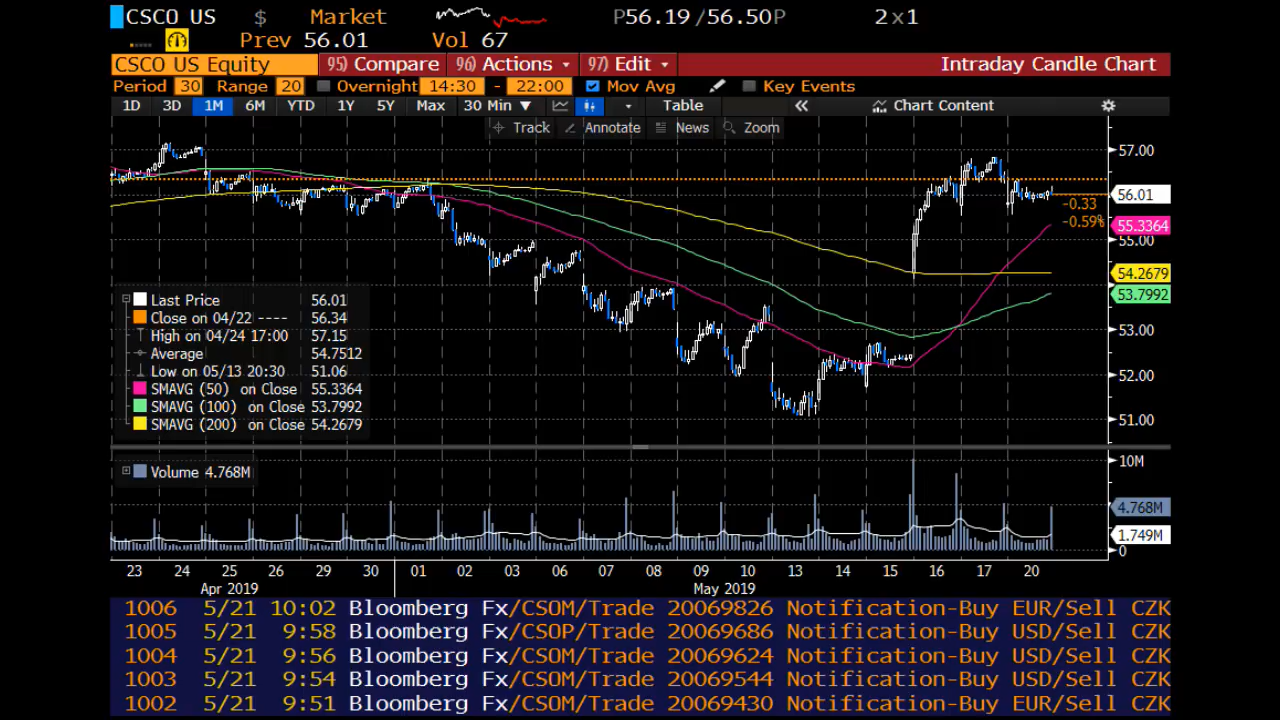 CSCO US $ Market P56.19 /56.50P 2x1
Prev 56.01 Vol 67
CSCO US Equity 95) Compare 96) Actions 97) Edit Intraday Candle Chart
Period 30 Range 20 Overnight 14:30 - 22:00 Mov Avg Key Events
1D 3D 1M 6M YTD 1Y 5Y Max 30 Min ▼ Table « Chart Content
Track Annotate News Zoom
57.00
56.01
-0.33
-0.59%
55.3364
55.00
54.2679
53.7992
53.00
52.00
51.00
Last Price 56.01
Close on 04/22 ---- 56.34
High on 04/24 17:00 57.15
Average 54.7512
Low on 05/13 20:30 51.06
SMAVG (50) on Close 55.3364
SMAVG (100) on Close 53.7992
SMAVG (200) on Close 54.2679
Volume 4.768M
10M
4.768M
1.749M
0
23 24 25 26 29 30 01 02 03 06 07 08 09 10 13 14 15 16 17 20
Apr 2019 May 2019
1006 5/21 10:02 Bloomberg Fx/CSOM/Trade 20069826 Notification-Buy EUR/Sell CZK
1005 5/21 9:58 Bloomberg Fx/CSOP/Trade 20069686 Notification-Buy USD/Sell CZK
1004 5/21 9:56 Bloomberg Fx/CSOM/Trade 20069624 Notification-Buy USD/Sell CZK
1003 5/21 9:54 Bloomberg Fx/CSOM/Trade 20069544 Notification-Buy USD/Sell CZK
1002 5/21 9:51 Bloomberg Fx/CSOM/Trade 20069430 Notification-Buy EUR/Sell CZK